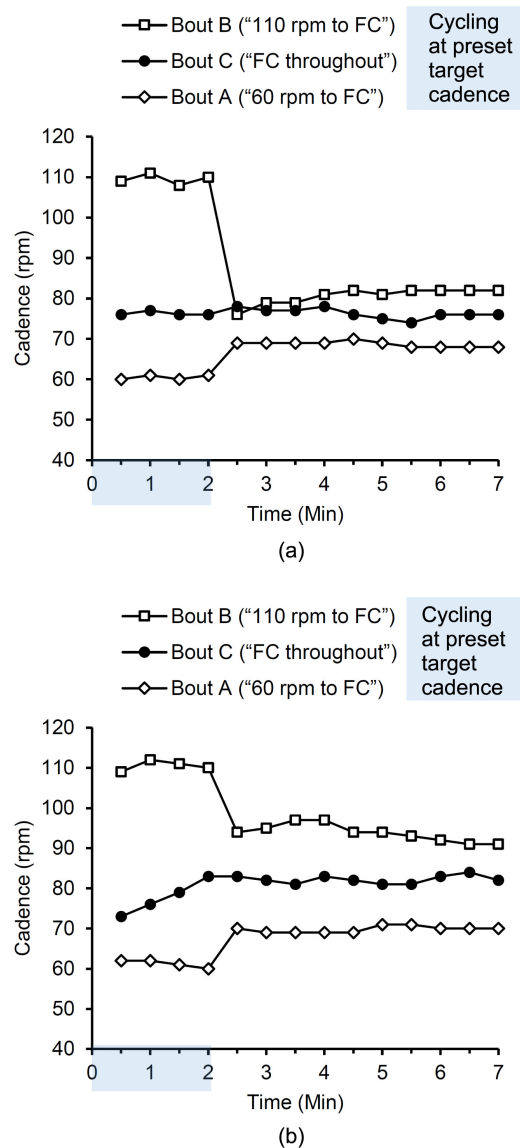 Bout B (“110 rpm to FC”)
Bout C (“FC throughout”)
Bout A (“60 rpm to FC”)
Cycling
at preset
target
cadence
120
110
100
90
80
70
60
50
40
Cadence (rpm)
0 1 2 3 4 5 6 7
Time (Min)
(a)
Bout B (“110 rpm to FC”)
Bout C (“FC throughout”)
Bout A (“60 rpm to FC”)
Cycling
at preset
target
cadence
120
110
100
90
80
70
60
50
40
Cadence (rpm)
0 1 2 3 4 5 6 7
Time (Min)
(b)